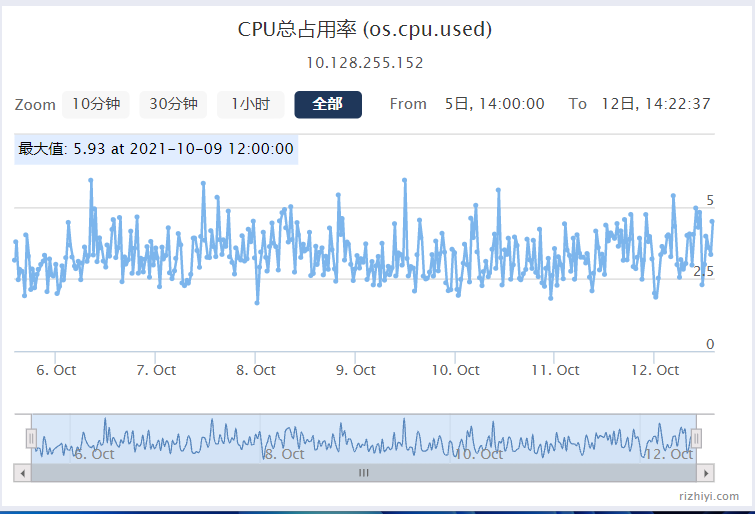 CPU总占用率 (os.cpu.used)
10.128.255.152
Zoom 10分钟 30分钟 1小时 全部 From 5日, 14:00:00 To 12日, 14:22:37
最大值: 5.93 at 2021-10-09 12:00:00
5
2.5
0
6. Oct 7. Oct 8. Oct 9. Oct 10. Oct 11. Oct 12. Oct
6. Oct 8. Oct 10. Oct 12. Oct
rizhiyi.com